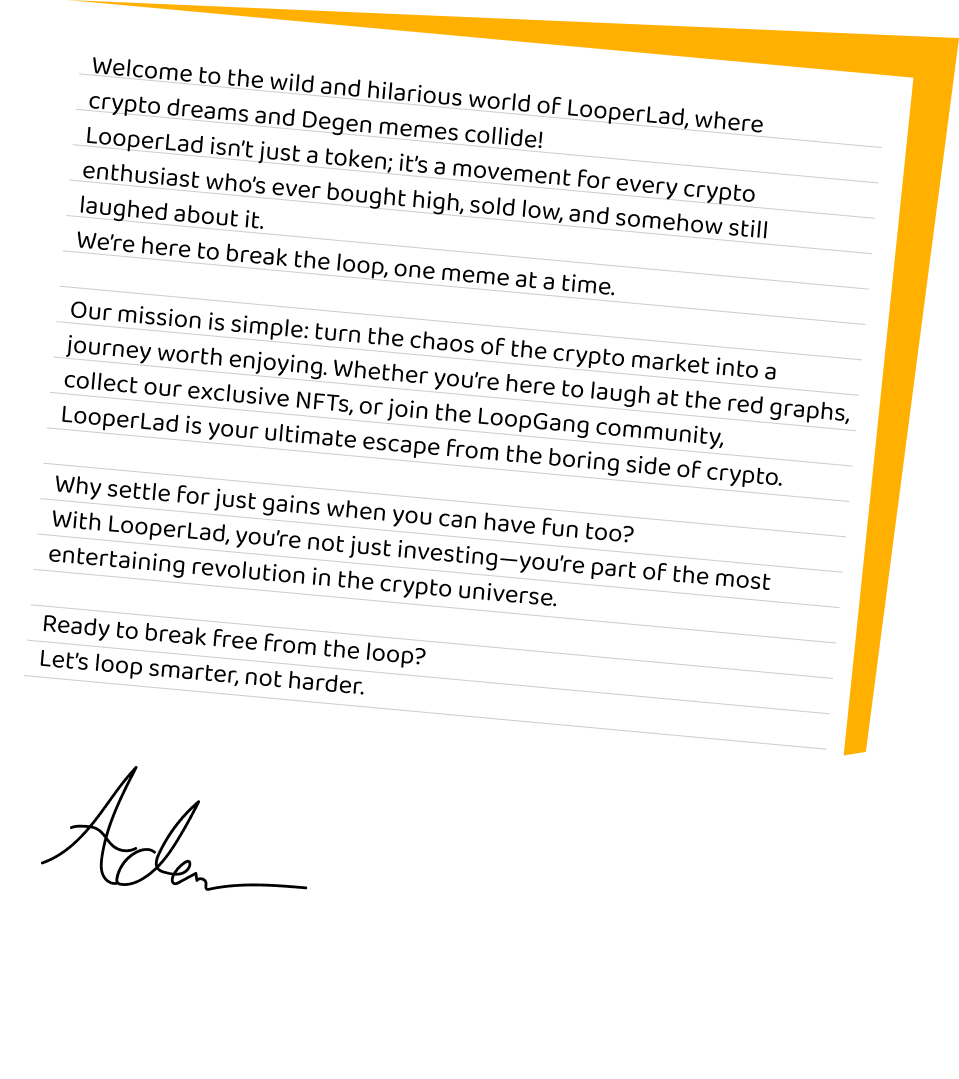 Welcome to the wild and hilarious world of LooperLad, where
crypto dreams and Degen memes collide!
LooperLad isn't just a token; it's a movement for every crypto
enthusiast who's ever bought high, sold low, and somehow still
laughed about it.
We're here to break the loop, one meme at a time.
Our mission is simple: turn the chaos of the crypto market into a
journey worth enjoying. Whether you're here to laugh at the red graphs,
collect our exclusive NFTs, or join the LoopGang community,
LooperLad is your ultimate escape from the boring side of crypto.
Why settle for just gains when you can have fun too?
With LooperLad, you're not just investing—you're part of the most
entertaining revolution in the crypto universe.
Ready to break free from the loop?
Let's loop smarter, not harder.
Aden